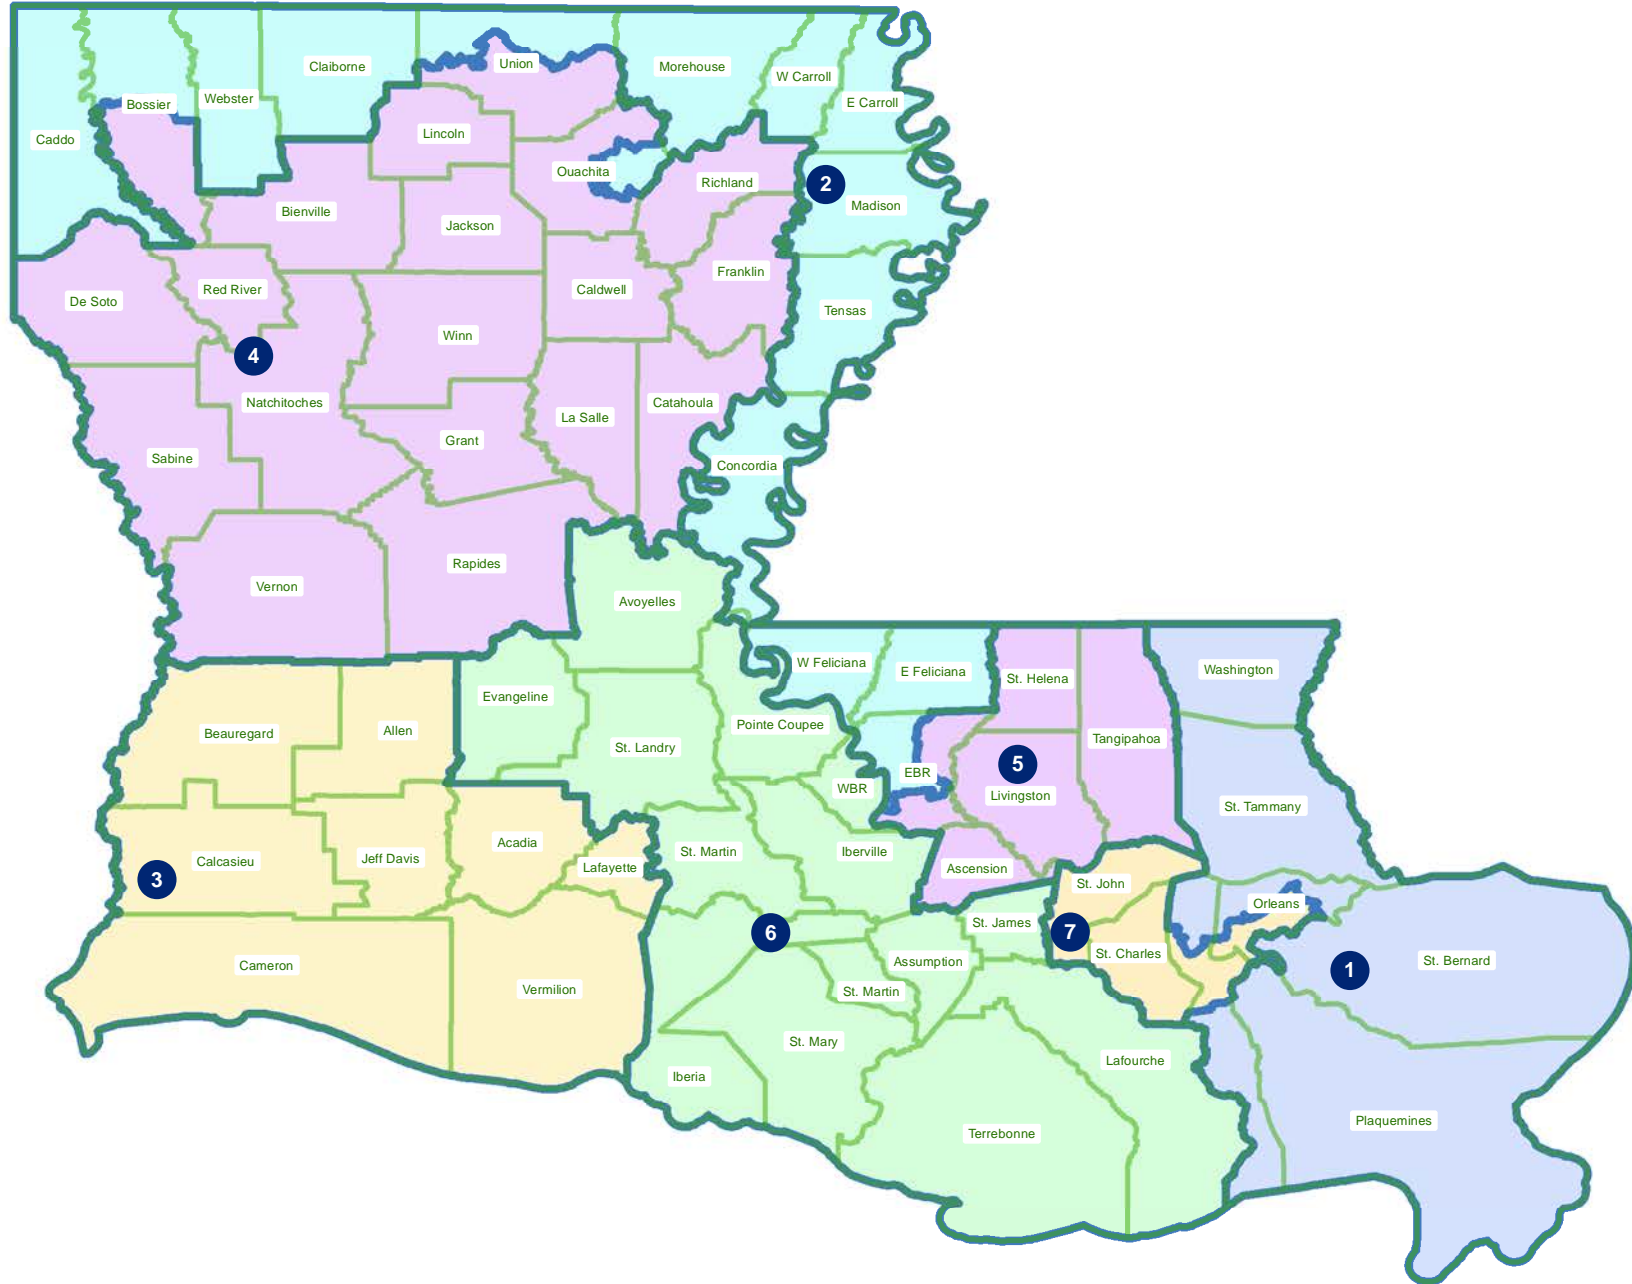 Union
Claiborne
Morehouse
W Carroll
Webster
Bossier
E Carroll
Lincoln
Caddo
Ouachita
Richland
2
Madison
Bienville
Jackson
Franklin
Red River
Caldwell
De Soto
Tensas
Winn
4
Natchitoches
Catahoula
La Salle
Grant
Sabine
Concordia
Rapides
Vernon
Avoyelles
W Feliciana
E Feliciana
St. Helena
Washington
Evangeline
Pointe Coupee
Allen
Beauregard
Tangipahoa
St. Landry
5
EBR
WBR
Livingston
St. Tammany
Acadia
St. Martin
Iberville
Jeff Davis
Calcasieu
Lafayette
Ascension
3
St. John
Orleans
St. James
6
7
St. Charles
Assumption
St. Bernard
Cameron
1
Vermilion
St. Martin
St. Mary
Lafourche
Iberia
Plaquemines
Terrebonne